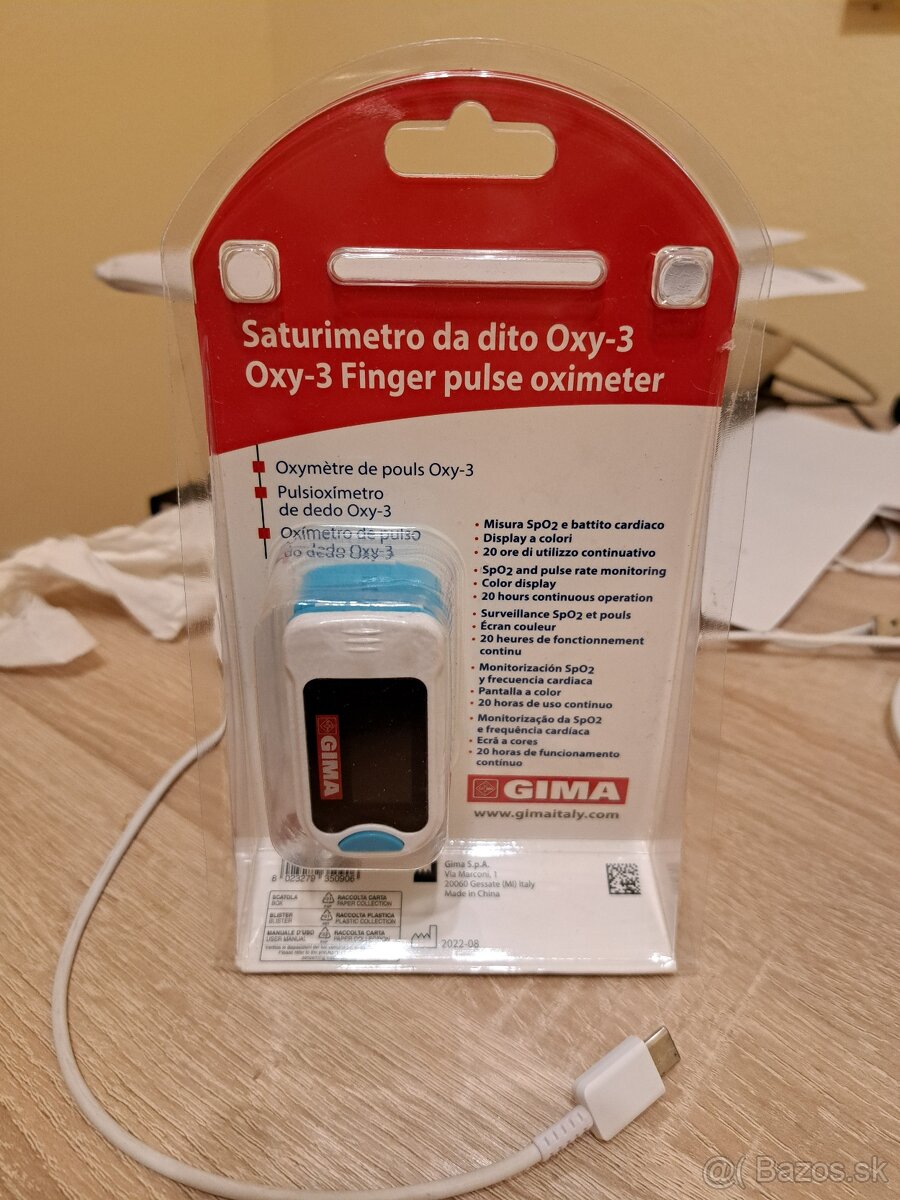 Saturimetro da dito Oxy-3
Oxy-3 Finger pulse oximeter
Oxymètre de pouls Oxy-3
Pulsioxímetro
de dedo Oxy-3
Oxímetro de pulso
do dedo Oxy-3
• Misura SpO2 e battito cardiaco
• Display a colori
• 20 ore di utilizzo continuativo
• SpO2 and pulse rate monitoring
• Color display
• 20 hours continuous operation
• Surveillance SpO2 et pouls
• Écran couleur
• 20 heures de fonctionnement
continu
• Monitorización SpO2
y frecuencia cardiaca
• Pantalla a color
• 20 horas de uso continuo
• Monitorização da SpO2
e frequência cardíaca
• Ecrã a cores
• 20 horas de funcionamento
contínuo
GIMA
GIMA
www.gimaitaly.com
8 023279 350906
Gima S.p.A.
Via Marconi, 1
20060 Gessate (MI) Italy
Made in China
SCATOLA
BOX
RACCOLTA CARTA
PAPER COLLECTION
BLISTER
BLISTER
RACCOLTA PLASTICA
PLASTIC COLLECTION
MANUALE D'USO
USER MANUAL
RACCOLTA CARTA
PAPER COLLECTION
2022-08
@( Bazos.sk